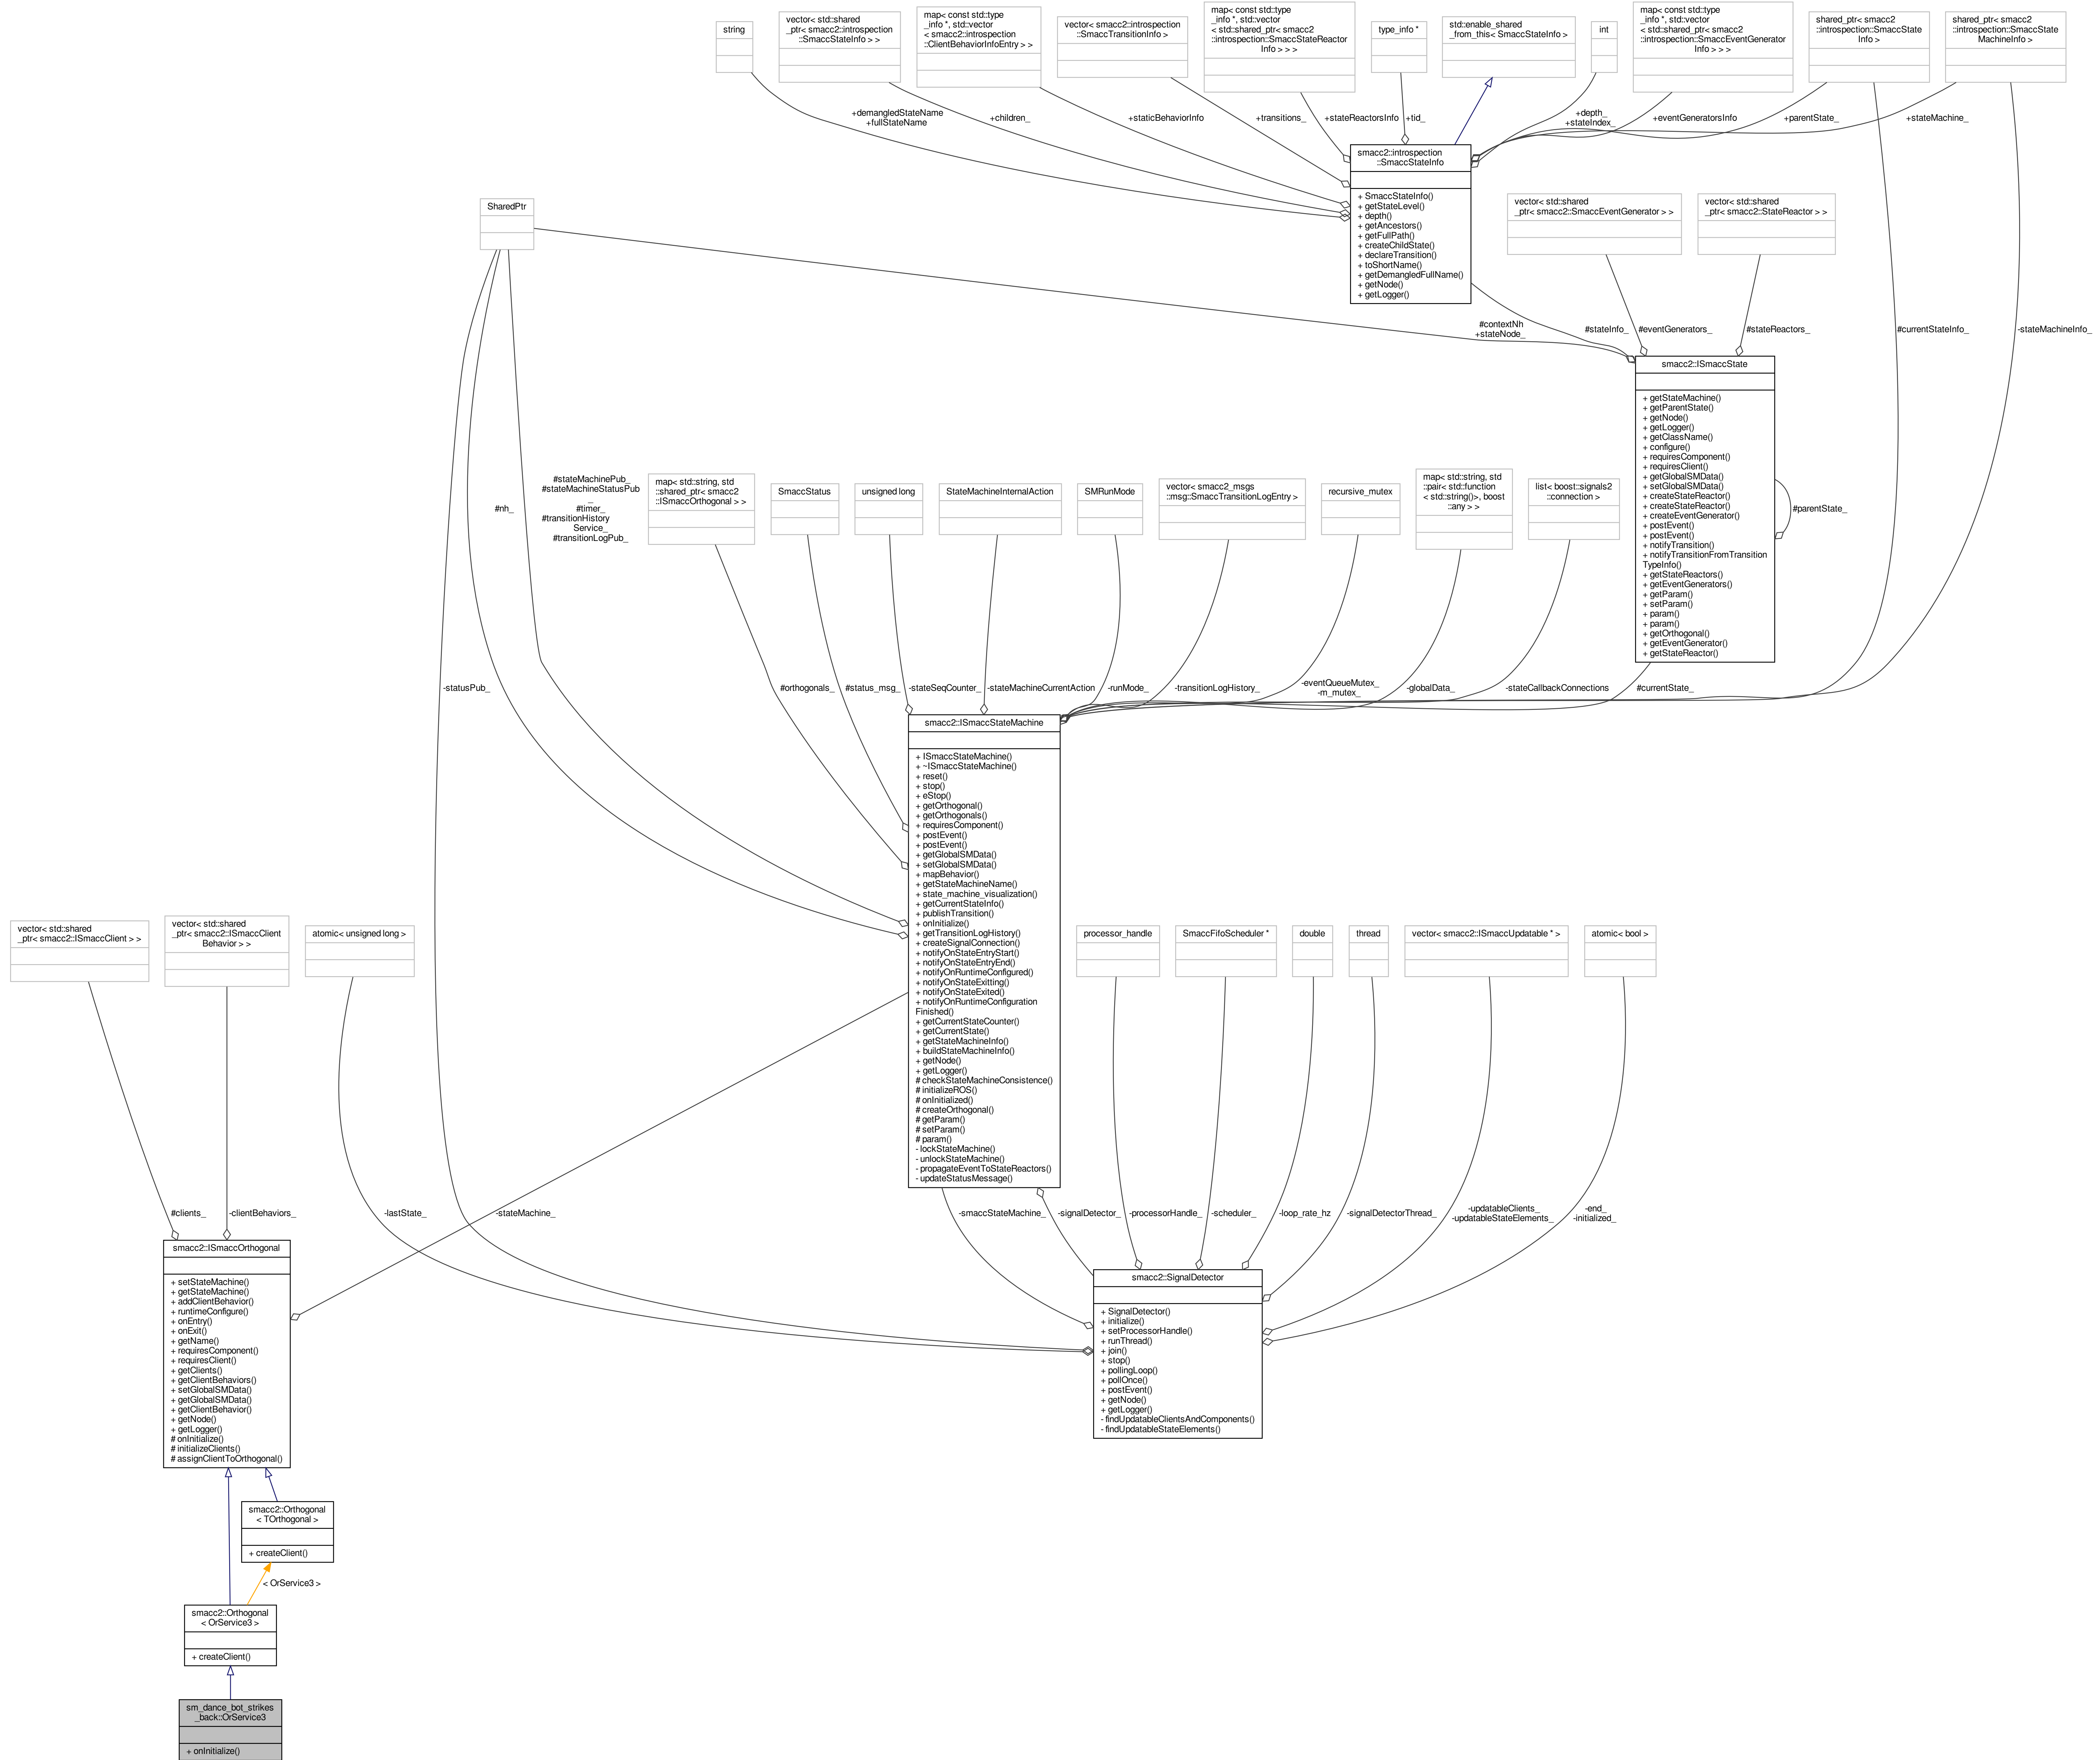 string
vector< std::shared
_ptr< smacc2::introspection
::SmaccStateInfo > >
map< const std::type
_info *, std::vector
< smacc2::introspection
::ClientBehaviorInfoEntry > >
vector< smacc2::introspection
::SmaccTransitionInfo >
map< const std::type
_info *, std::vector
< std::shared_ptr< smacc2
::introspection::SmaccStateReactor
Info > > >
type_info *
std::enable_shared
_from_this< SmaccStateInfo >
int
map< const std::type
_info *, std::vector
< std::shared_ptr< smacc2
::introspection::SmaccEventGenerator
Info > > >
shared_ptr< smacc2
::introspection::SmaccState
Info >
shared_ptr< smacc2
::introspection::SmaccState
MachineInfo >
+demangledStateName
+fullStateName
+children_
+staticBehaviorInfo
+transitions_
+stateReactorsInfo
+tid_
+depth_
+stateIndex_
+eventGeneratorsInfo
+parentState_
+stateMachine_
smacc2::introspection
::SmaccStateInfo
+ SmaccStateInfo()
+ getStateLevel()
+ depth()
+ getAncestors()
+ getFullPath()
+ createChildState()
+ declareTransition()
+ toShortName()
+ getDemangledFullName()
+ getNode()
+ getLogger()
SharedPtr
vector< std::shared
_ptr< smacc2::SmaccEventGenerator > >
vector< std::shared
_ptr< smacc2::StateReactor > >
#contextNh
+stateNode_
#stateInfo_
#eventGenerators_
#stateReactors_
#currentStateInfo_
-stateMachineInfo_
smacc2::ISmaccState
+ getStateMachine()
+ getParentState()
+ getNode()
+ getLogger()
+ getClassName()
+ configure()
+ requiresComponent()
+ requiresClient()
+ getGlobalSMData()
+ setGlobalSMData()
+ createStateReactor()
+ createStateReactor()
+ createEventGenerator()
+ postEvent()
+ postEvent()
+ notifyTransition()
+ notifyTransitionFromTransition
TypeInfo()
+ getStateReactors()
+ getEventGenerators()
+ getParam()
+ setParam()
+ param()
+ param()
+ getOrthogonal()
+ getEventGenerator()
+ getStateReactor()
#parentState_
#nh_
#stateMachinePub_
#stateMachineStatusPub
_
#timer_
#transitionHistory
Service_
#transitionLogPub_
map< std::string, std
::shared_ptr< smacc2
::ISmaccOrthogonal > >
SmaccStatus
unsigned long
StateMachineInternalAction
SMRunMode
vector< smacc2_msgs
::msg::SmaccTransitionLogEntry >
recursive_mutex
map< std::string, std
::pair< std::function
< std::string()>, boost
::any > >
list< boost::signals2
::connection >
-statusPub_
#orthogonals_
#status_msg_
-stateSeqCounter_
-stateMachineCurrentAction
-runMode_
-transitionLogHistory_
-eventQueueMutex_
-m_mutex_
-globalData_
-stateCallbackConnections
#currentState_
smacc2::ISmaccStateMachine
+ ISmaccStateMachine()
+ ~ISmaccStateMachine()
+ reset()
+ stop()
+ eStop()
+ getOrthogonal()
+ getOrthogonals()
+ requiresComponent()
+ postEvent()
+ postEvent()
+ getGlobalSMData()
+ setGlobalSMData()
+ mapBehavior()
+ getStateMachineName()
+ state_machine_visualization()
+ getCurrentStateInfo()
+ publishTransition()
+ onInitialize()
+ getTransitionLogHistory()
+ createSignalConnection()
+ notifyOnStateEntryStart()
+ notifyOnStateEntryEnd()
+ notifyOnRuntimeConfigured()
+ notifyOnStateExitting()
+ notifyOnStateExited()
+ notifyOnRuntimeConfiguration
Finished()
+ getCurrentStateCounter()
+ getCurrentState()
+ getStateMachineInfo()
+ buildStateMachineInfo()
+ getNode()
+ getLogger()
# checkStateMachineConsistence()
# initializeROS()
# onInitialized()
# createOrthogonal()
# getParam()
# setParam()
# param()
- lockStateMachine()
- unlockStateMachine()
- propagateEventToStateReactors()
- updateStatusMessage()
vector< std::shared
_ptr< smacc2::ISmaccClient > >
vector< std::shared
_ptr< smacc2::ISmaccClient
Behavior > >
atomic< unsigned long >
processor_handle
SmaccFifoScheduler *
double
thread
vector< smacc2::ISmaccUpdatable * >
atomic< bool >
#clients_
-clientBehaviors_
-lastState_
-stateMachine_
-smaccStateMachine_
-signalDetector_
-processorHandle_
-scheduler_
-loop_rate_hz
-signalDetectorThread_
-updatableClients_
-updatableStateElements_
-end_
-initialized_
smacc2::ISmaccOrthogonal
+ setStateMachine()
+ getStateMachine()
+ addClientBehavior()
+ runtimeConfigure()
+ onEntry()
+ onExit()
+ getName()
+ requiresComponent()
+ requiresClient()
+ getClients()
+ getClientBehaviors()
+ setGlobalSMData()
+ getGlobalSMData()
+ getClientBehavior()
+ getNode()
+ getLogger()
# onInitialize()
# initializeClients()
# assignClientToOrthogonal()
smacc2::SignalDetector
+ SignalDetector()
+ initialize()
+ setProcessorHandle()
+ runThread()
+ join()
+ stop()
+ pollingLoop()
+ pollOnce()
+ postEvent()
+ getNode()
+ getLogger()
- findUpdatableClientsAndComponents()
- findUpdatableStateElements()
smacc2::Orthogonal
< TOrthogonal >
+ createClient()
< OrService3 >
smacc2::Orthogonal
< OrService3 >
+ createClient()
sm_dance_bot_strikes
_back::OrService3
+ onInitialize()